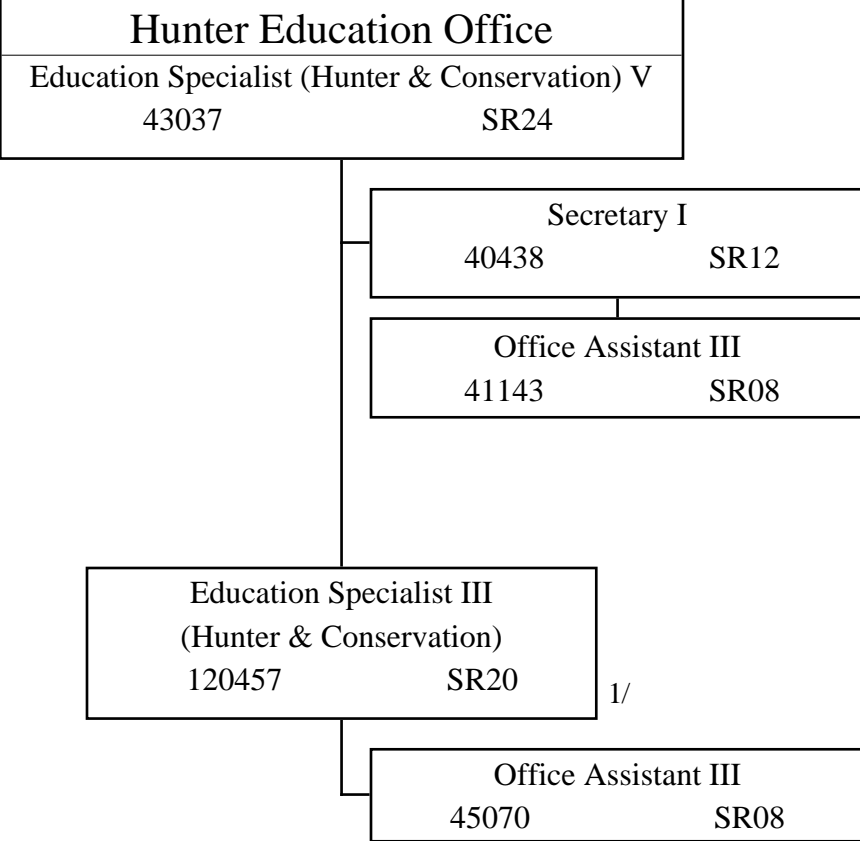 Hunter Education Office
Education Specialist (Hunter & Conservation) V
43037 SR24
Secretary I
40438 SR12
Office Assistant III
41143 SR08
Education Specialist III
(Hunter & Conservation)
120457 SR20
1/
Office Assistant III
45070 SR08